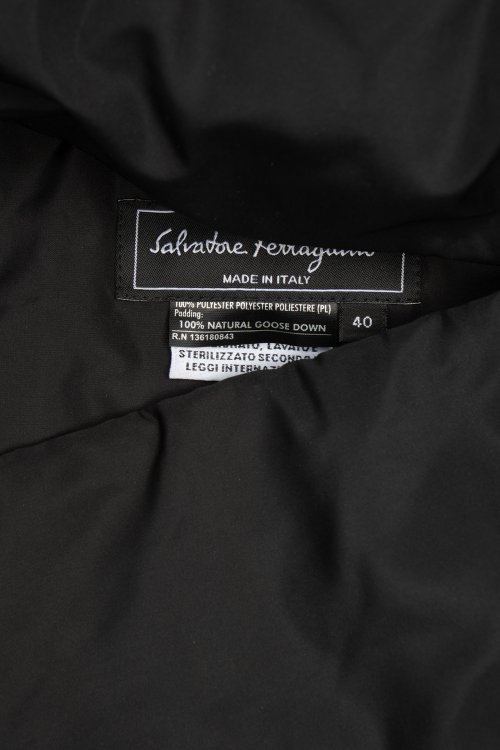 Salvatore Ferragamo
MADE IN ITALY
100% POLYESTER POLYESTER POLIESTERE (PL)
Padding:
100% NATURAL GOOSE DOWN
R.N 136180843
40
STERILIZZATO SECONDO
LEGGI